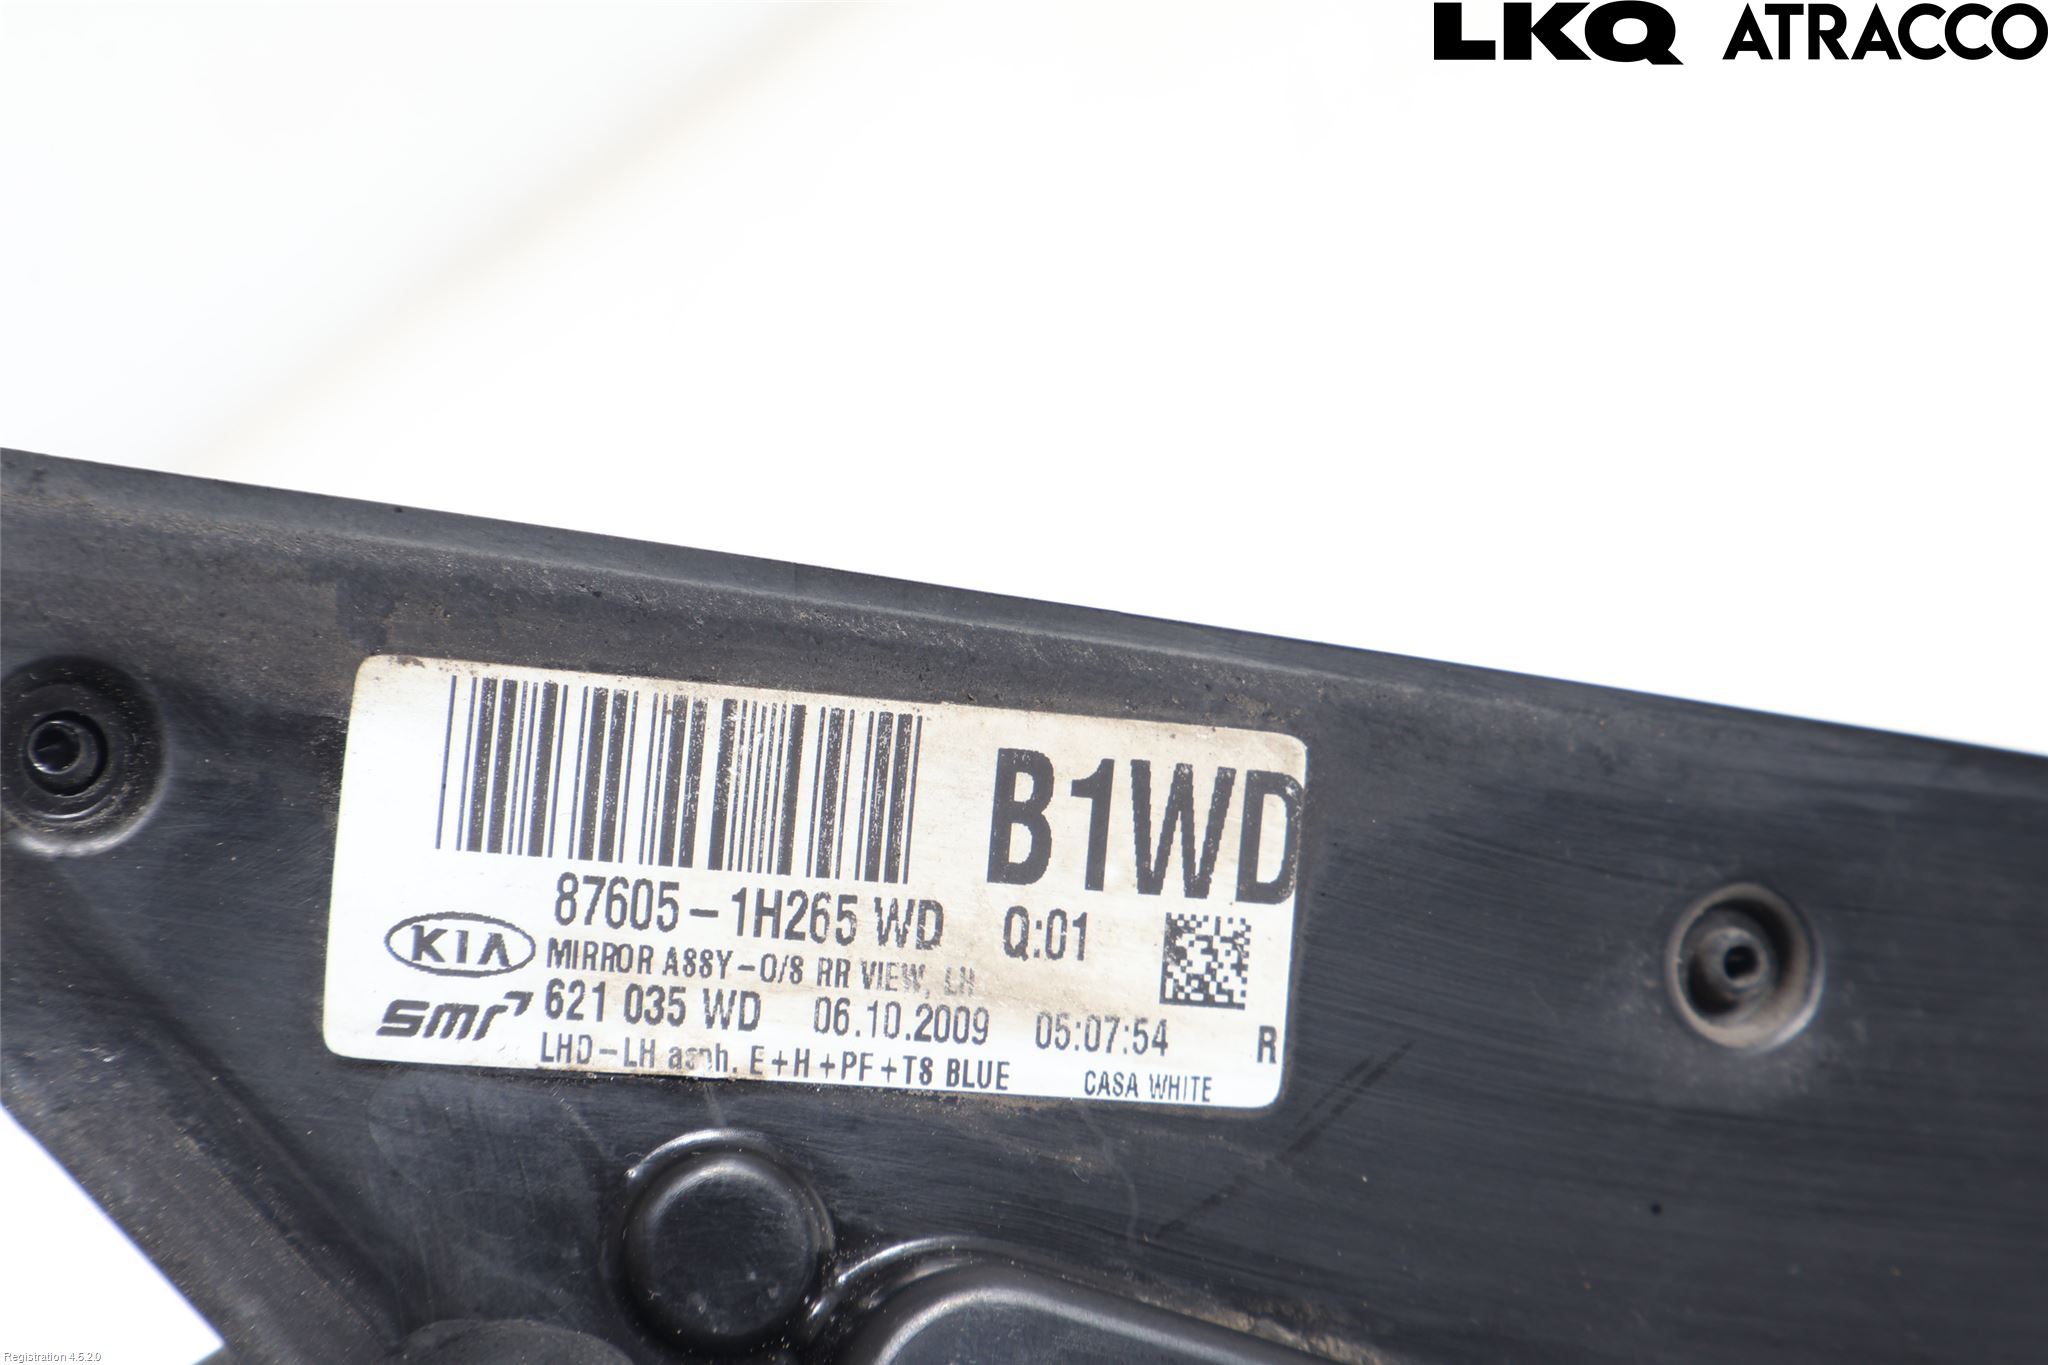 LKQ ATRACCO
B1WD
87605-1H265 WD Q:01
KIA MIRROR ASSY-O/S RR VIEW, LH
smr 621 035 WD 06.10.2009 05:07:54 R
LHD-LH asph. E+H+PF+TS BLUE CASA WHITE
Registration 4.5.2.0